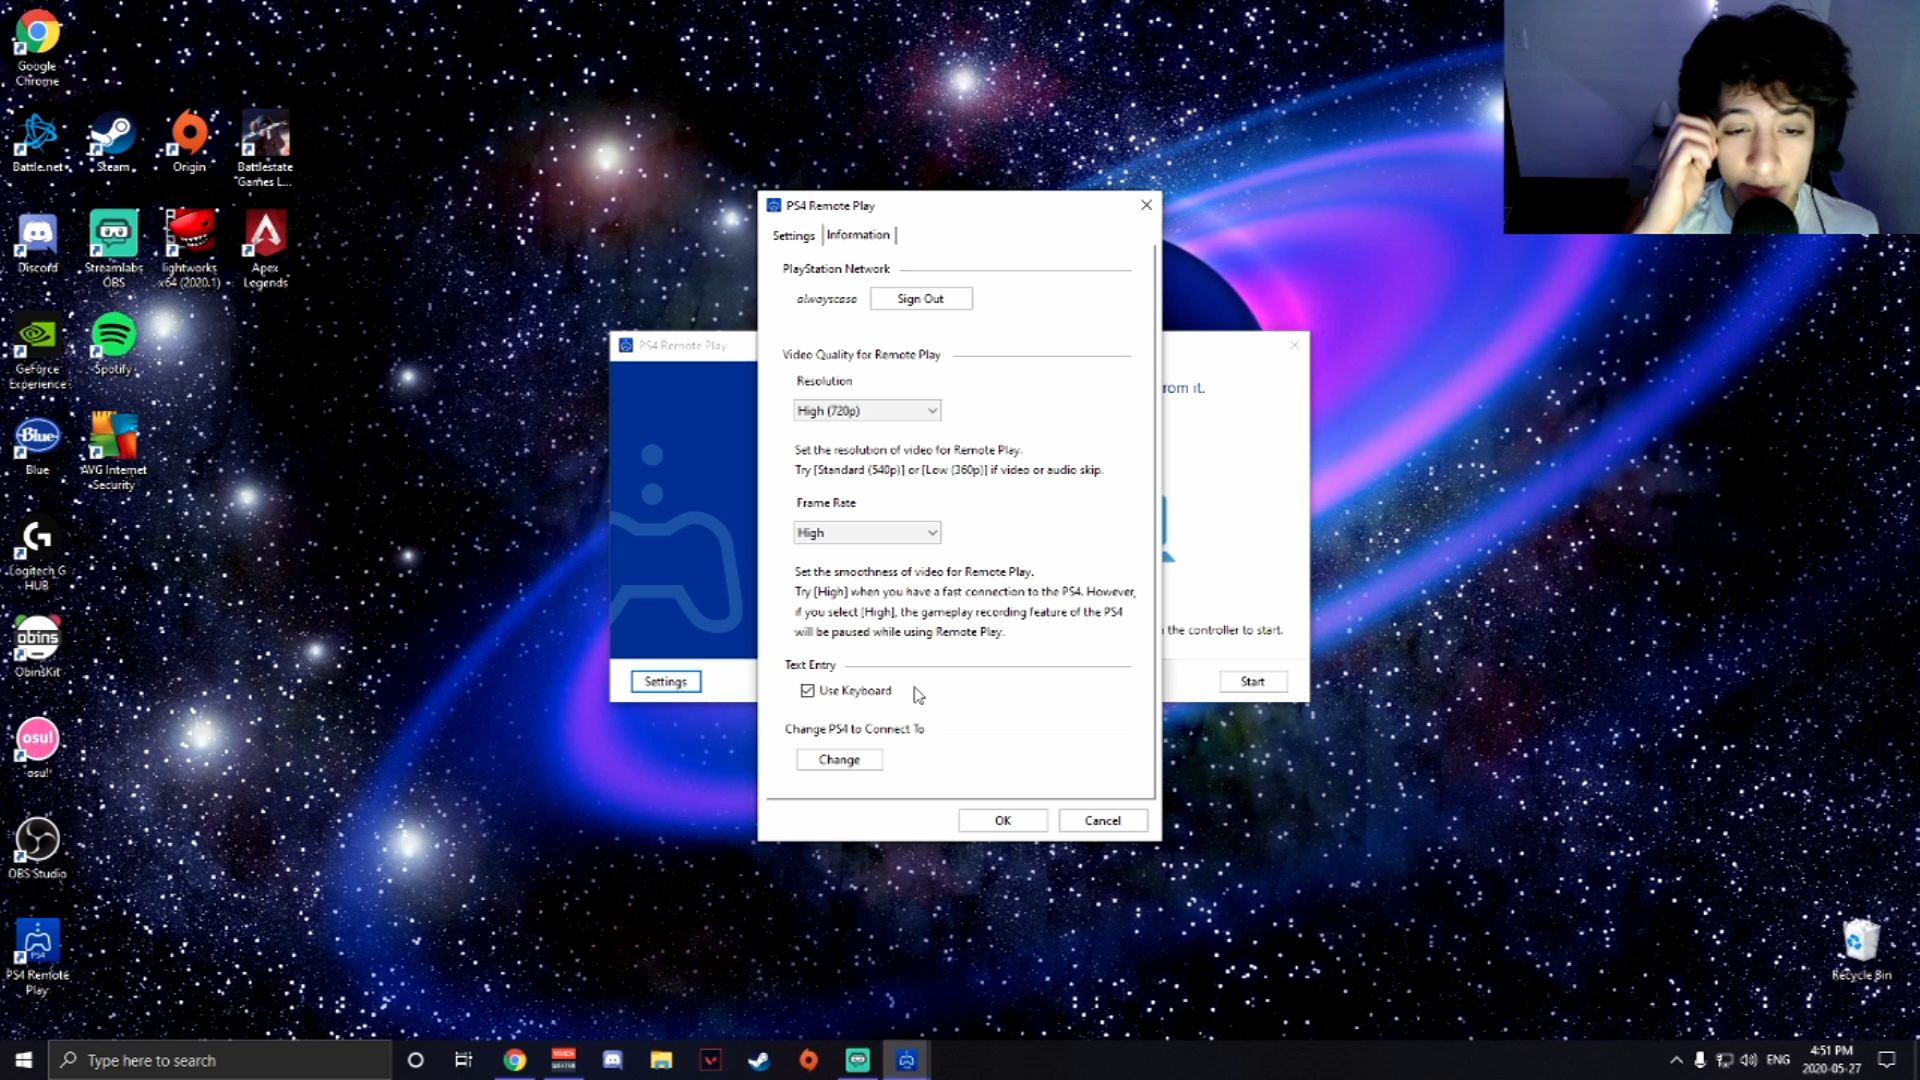 Google
Chrome
Battle.net
Steam
Origin
Battlestate
Games L...
Discord
Streamlabs
OBS
lightworks
x64 (2020.1)
Apex
Legends
GeForce
Experience
Spotify
Blue
Blue
AVG Internet
Security
Logitech G
HUB
obins
ObinsKit
osu!
osu!
OBS Studio
PS4
PS4 Remote
Play
Recycle Bin
PS4 Remote Play
rom it.
the controller to start.
Settings
Start
PS4 Remote Play
Settings
Information
PlayStation Network
alwayscaso
Sign Out
Video Quality for Remote Play
Resolution
High (720p)
Set the resolution of video for Remote Play.
Try [Standard (540p)] or [Low (360p)] if video or audio skip.
Frame Rate
High
Set the smoothness of video for Remote Play.
Try [High] when you have a fast connection to the PS4. However,
if you select [High], the gameplay recording feature of the PS4
will be paused while using Remote Play.
Text Entry
Use Keyboard
Change PS4 to Connect To
Change
OK
Cancel
Type here to search
ENG
4:51 PM
2020-05-27